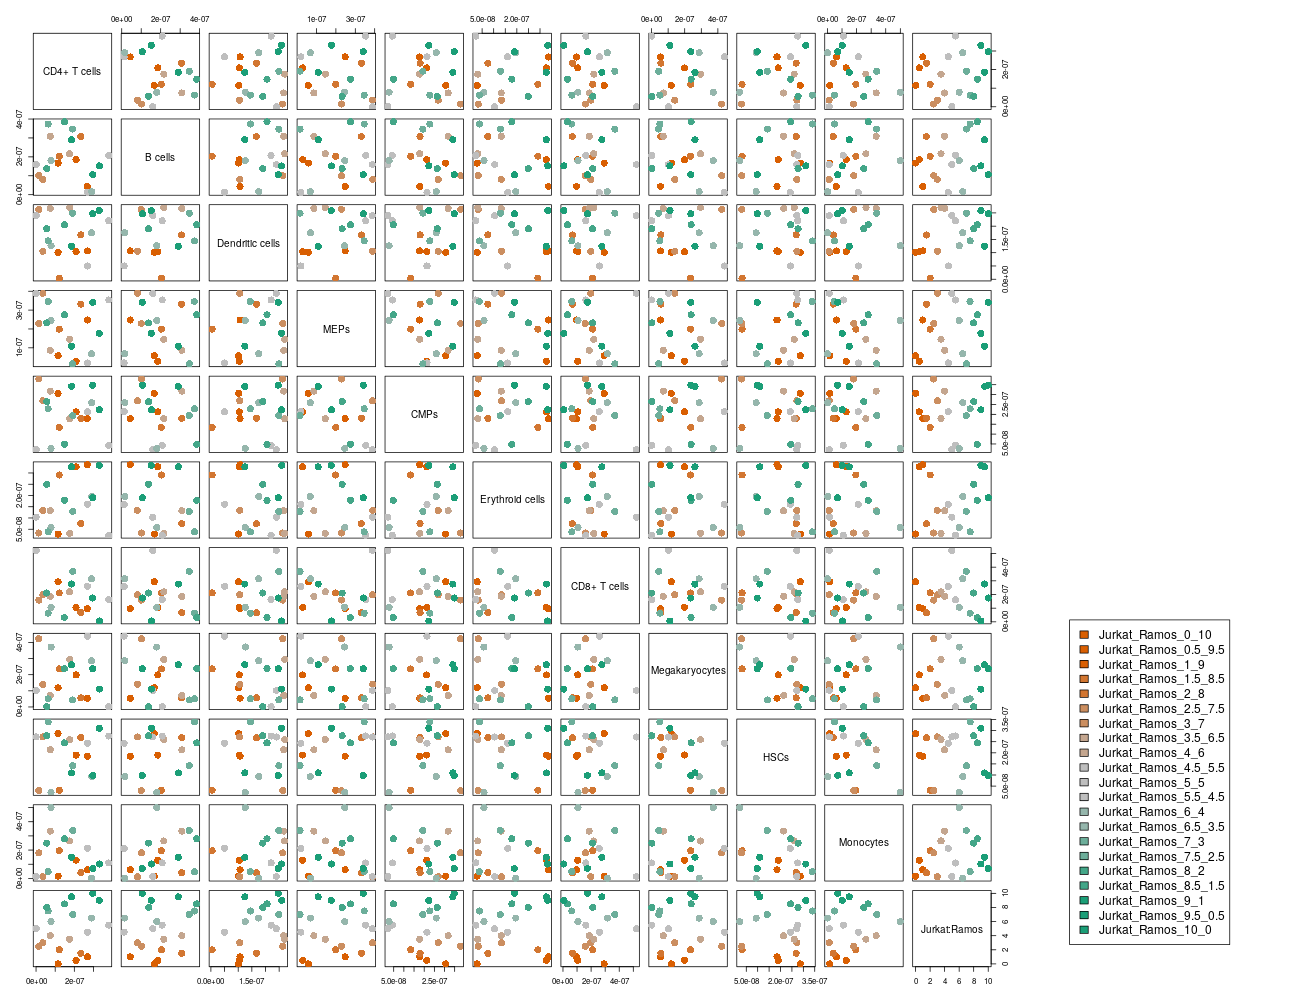 0e+00 2e-07 4e-07 1e-07 3e-07 5.0e-08 2.0e-07 0e+00 2e-07 4e-07 0e+00 2e-07 4e-07
CD4+ T cells
0e+00 2e-07
B cells
0e+00 2e-07 4e-07
Dendritic cells
0.0e+00 1.5e-07
MEPs
1e-07 3e-07
CMPs
5.0e-08 2.5e-07
Erythroid cells
5.0e-08 2.0e-07
CD8+ T cells
0e+00 2e-07 4e-07
Megakaryocytes
0e+00 2e-07 4e-07
HSCs
5.0e-08 2.0e-07 3.5e-07
Monocytes
0e+00 2e-07 4e-07
Jurkat:Ramos
0 2 4 6 8 10
0e+00 2e-07 0.0e+00 1.5e-07 5.0e-08 2.5e-07 0e+00 2e-07 4e-07 5.0e-08 2.0e-07 3.5e-07 0 2 4 6 8 10
Jurkat_Ramos_0_10
Jurkat_Ramos_0.5_9.5
Jurkat_Ramos_1_9
Jurkat_Ramos_1.5_8.5
Jurkat_Ramos_2_8
Jurkat_Ramos_2.5_7.5
Jurkat_Ramos_3_7
Jurkat_Ramos_3.5_6.5
Jurkat_Ramos_4_6
Jurkat_Ramos_4.5_5.5
Jurkat_Ramos_5_5
Jurkat_Ramos_5.5_4.5
Jurkat_Ramos_6_4
Jurkat_Ramos_6.5_3.5
Jurkat_Ramos_7_3
Jurkat_Ramos_7.5_2.5
Jurkat_Ramos_8_2
Jurkat_Ramos_8.5_1.5
Jurkat_Ramos_9_1
Jurkat_Ramos_9.5_0.5
Jurkat_Ramos_10_0